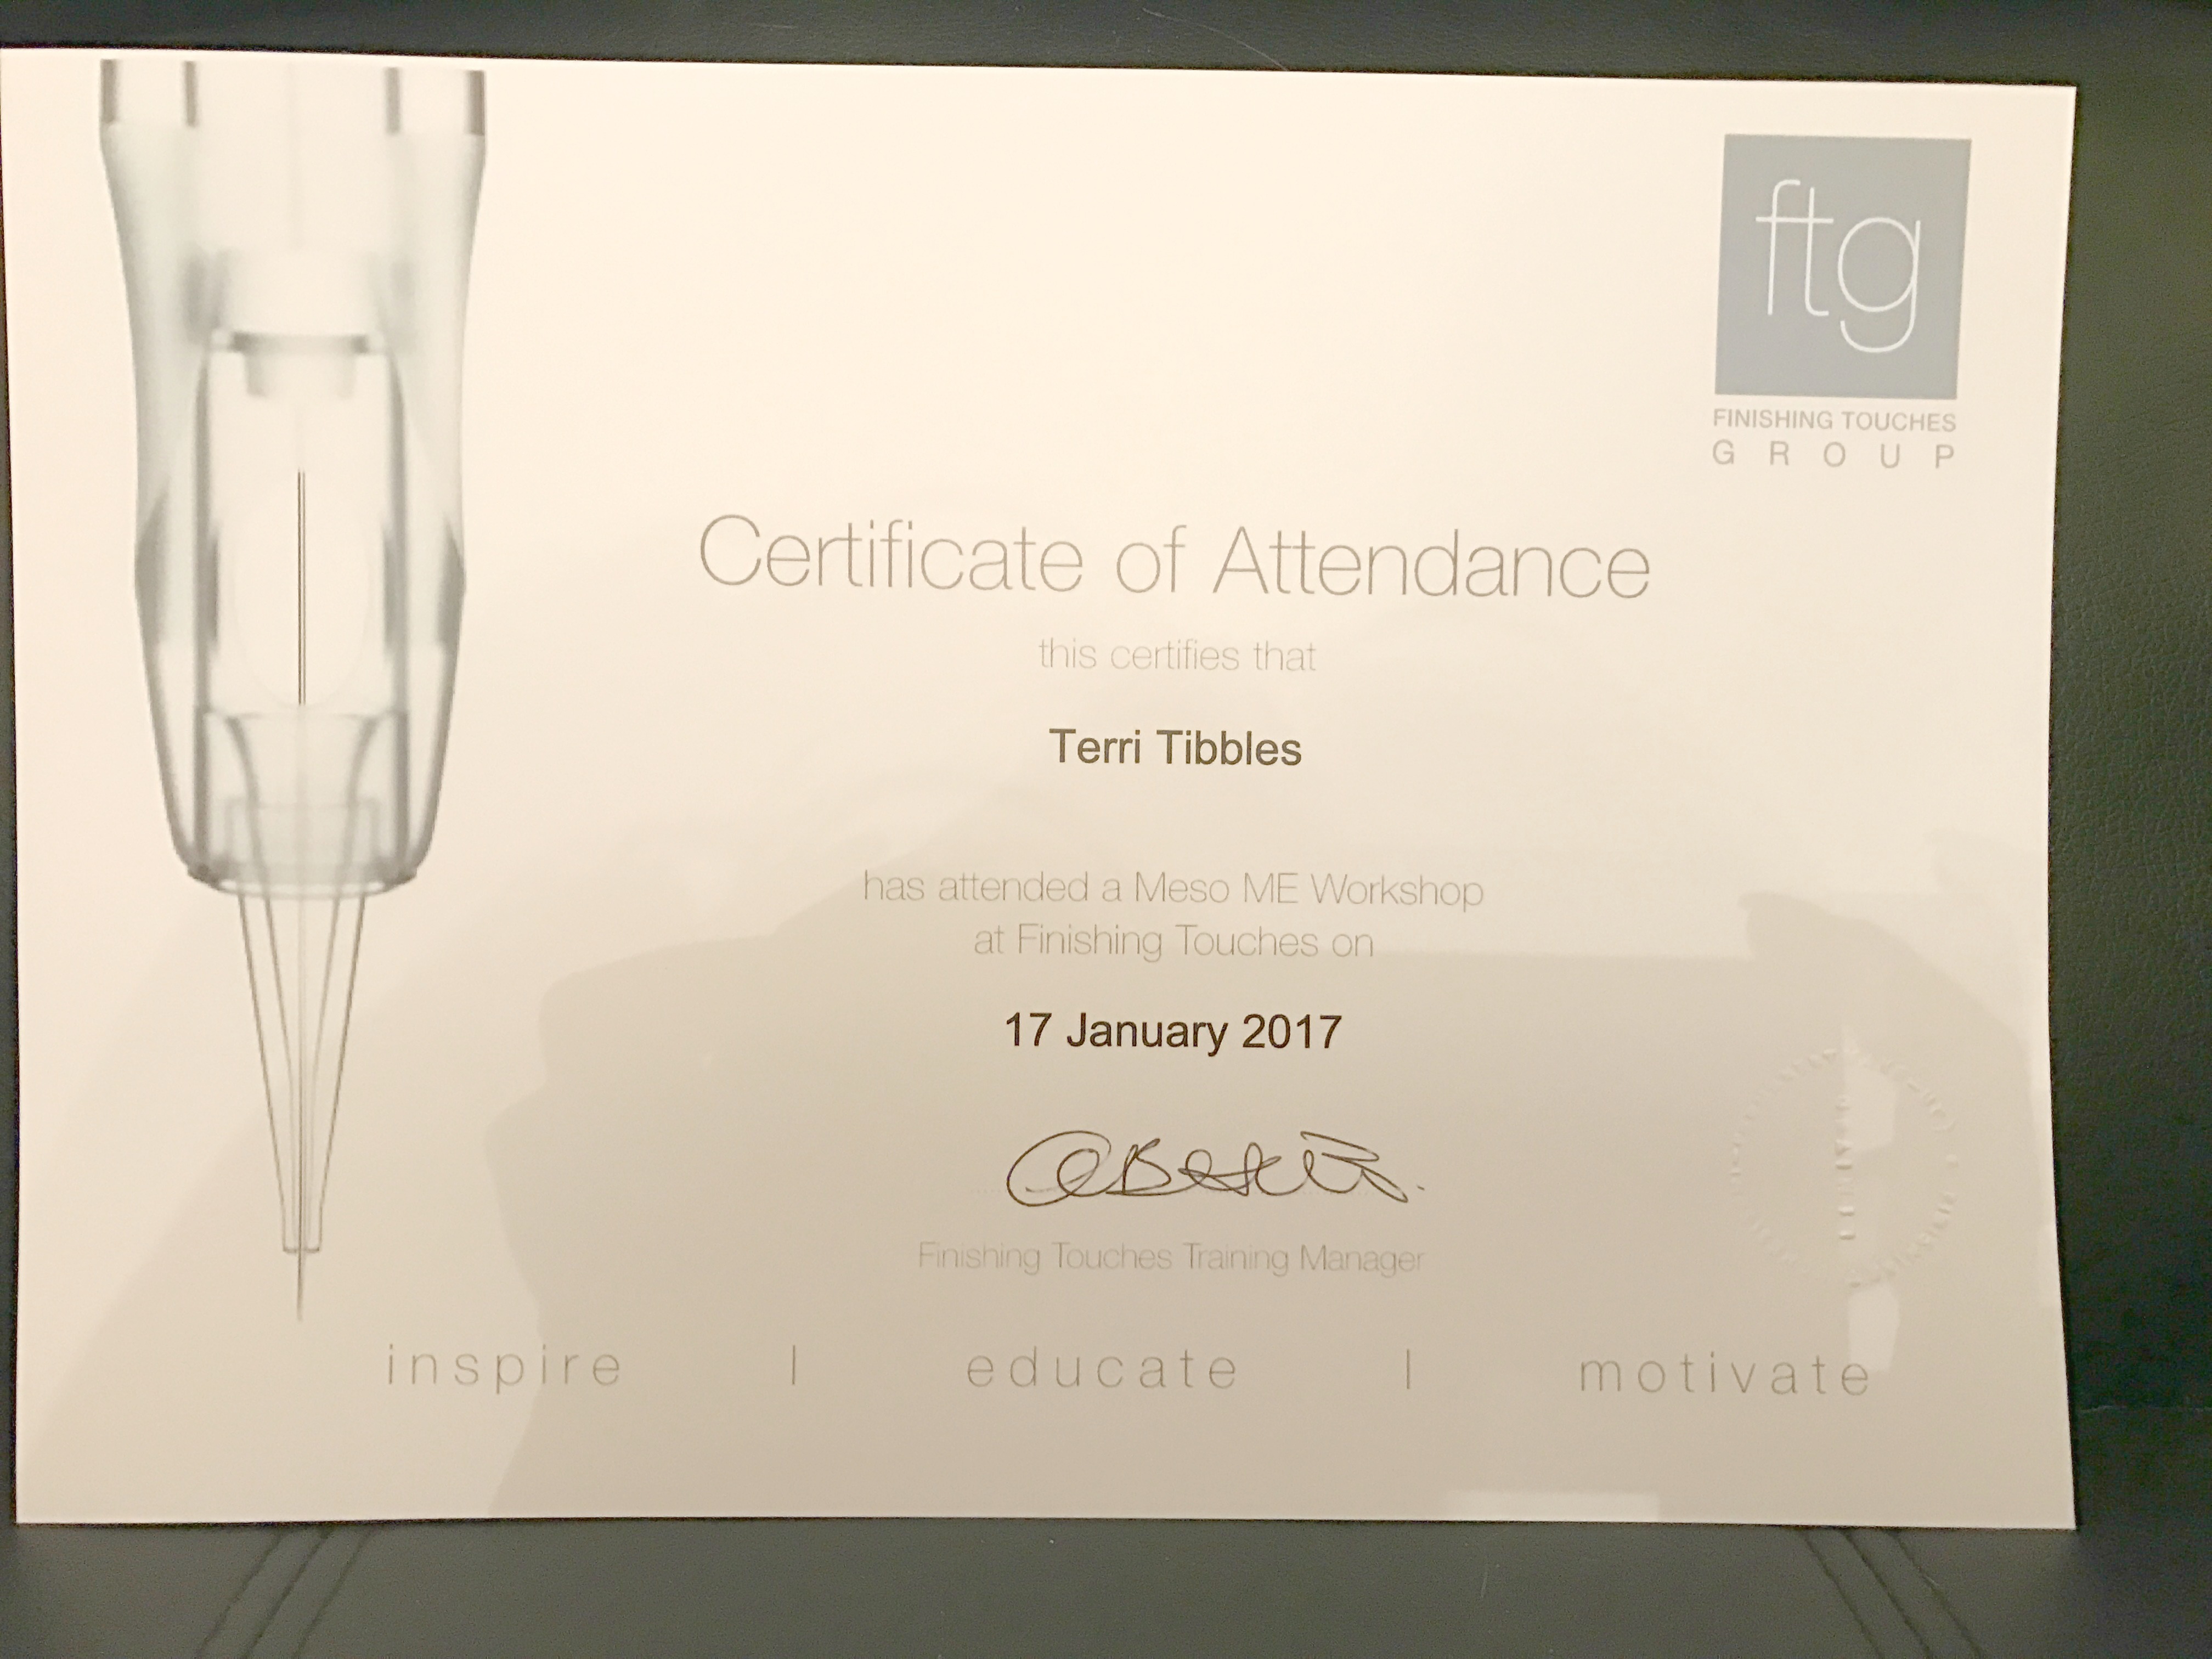 ftg
FINISHING TOUCHES
GROUP
Certificate of Attendance
this certifies that
Terri Tibbles
has attended a Meso ME Workshop
at Finishing Touches on
17 January 2017
Finishing Touches Training Manager
inspire | educate | motivate